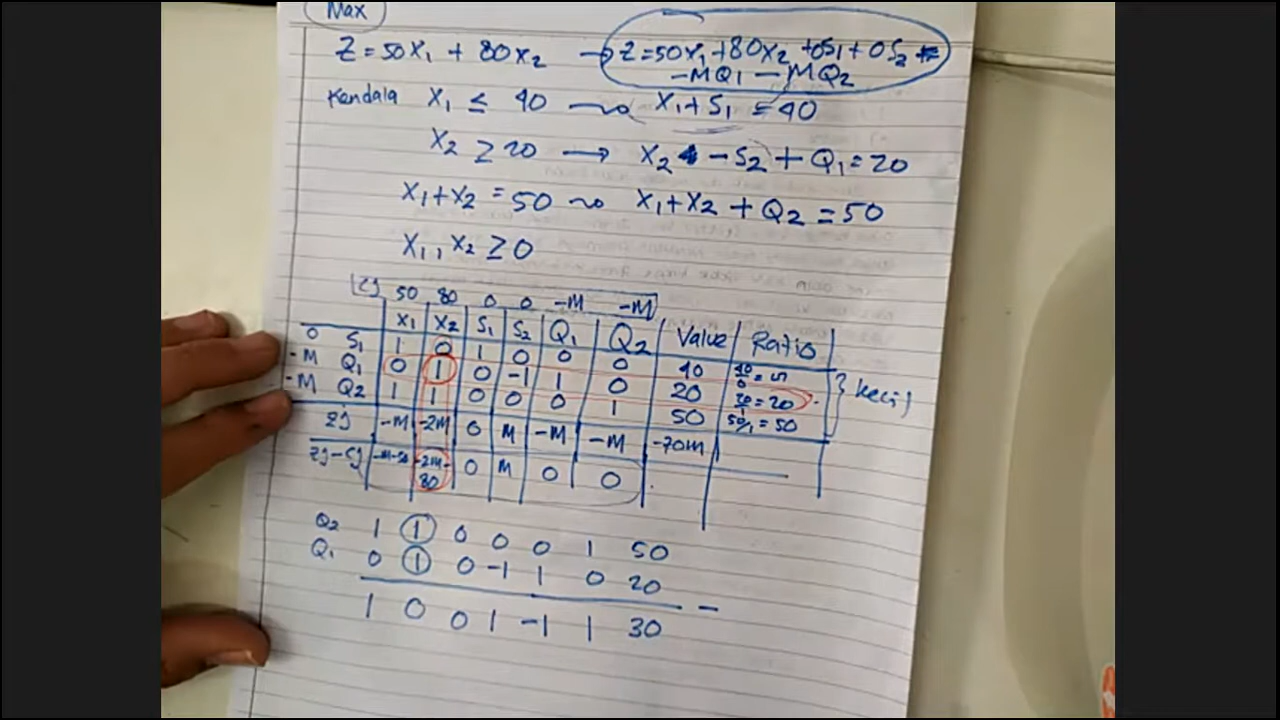 Max
Z = 50X₁ + 80X₂ → Z = 50X₁ + 80X₂ + 0S₁ + 0S₂
-MQ1 - MQ2
Kendala X₁ ≤ 40 → X₁ + S₁ = 40
X₂ ≥ 20 → X₂ - S₂ + Q₁ = 20
X₁+X₂ = 50 → X₁+X₂ + Q₂ = 50
X₁, X₂ ≥ 0
50 80 0 0 -M -M
X₁ X₂ S₁ S₂ Q₁ Q₂ Value Ratio
0 S₁ 1 0 1 0 0 0 40 40/0 =
-M Q₁ 0 1 0 -1 1 0 20 20/1 = 20
-M Q2 1 1 0 0 0 1 50 50/1 = 50
Zj -M -2M 0 M -M -M -70M
Zj - Cj -M-50 -2M-80 0 M 0 0
Q₂ 1 1 0 0 0 1 50
Q₁ 0 1 0 -1 1 0 20
1 0 0 1 -1 1 30